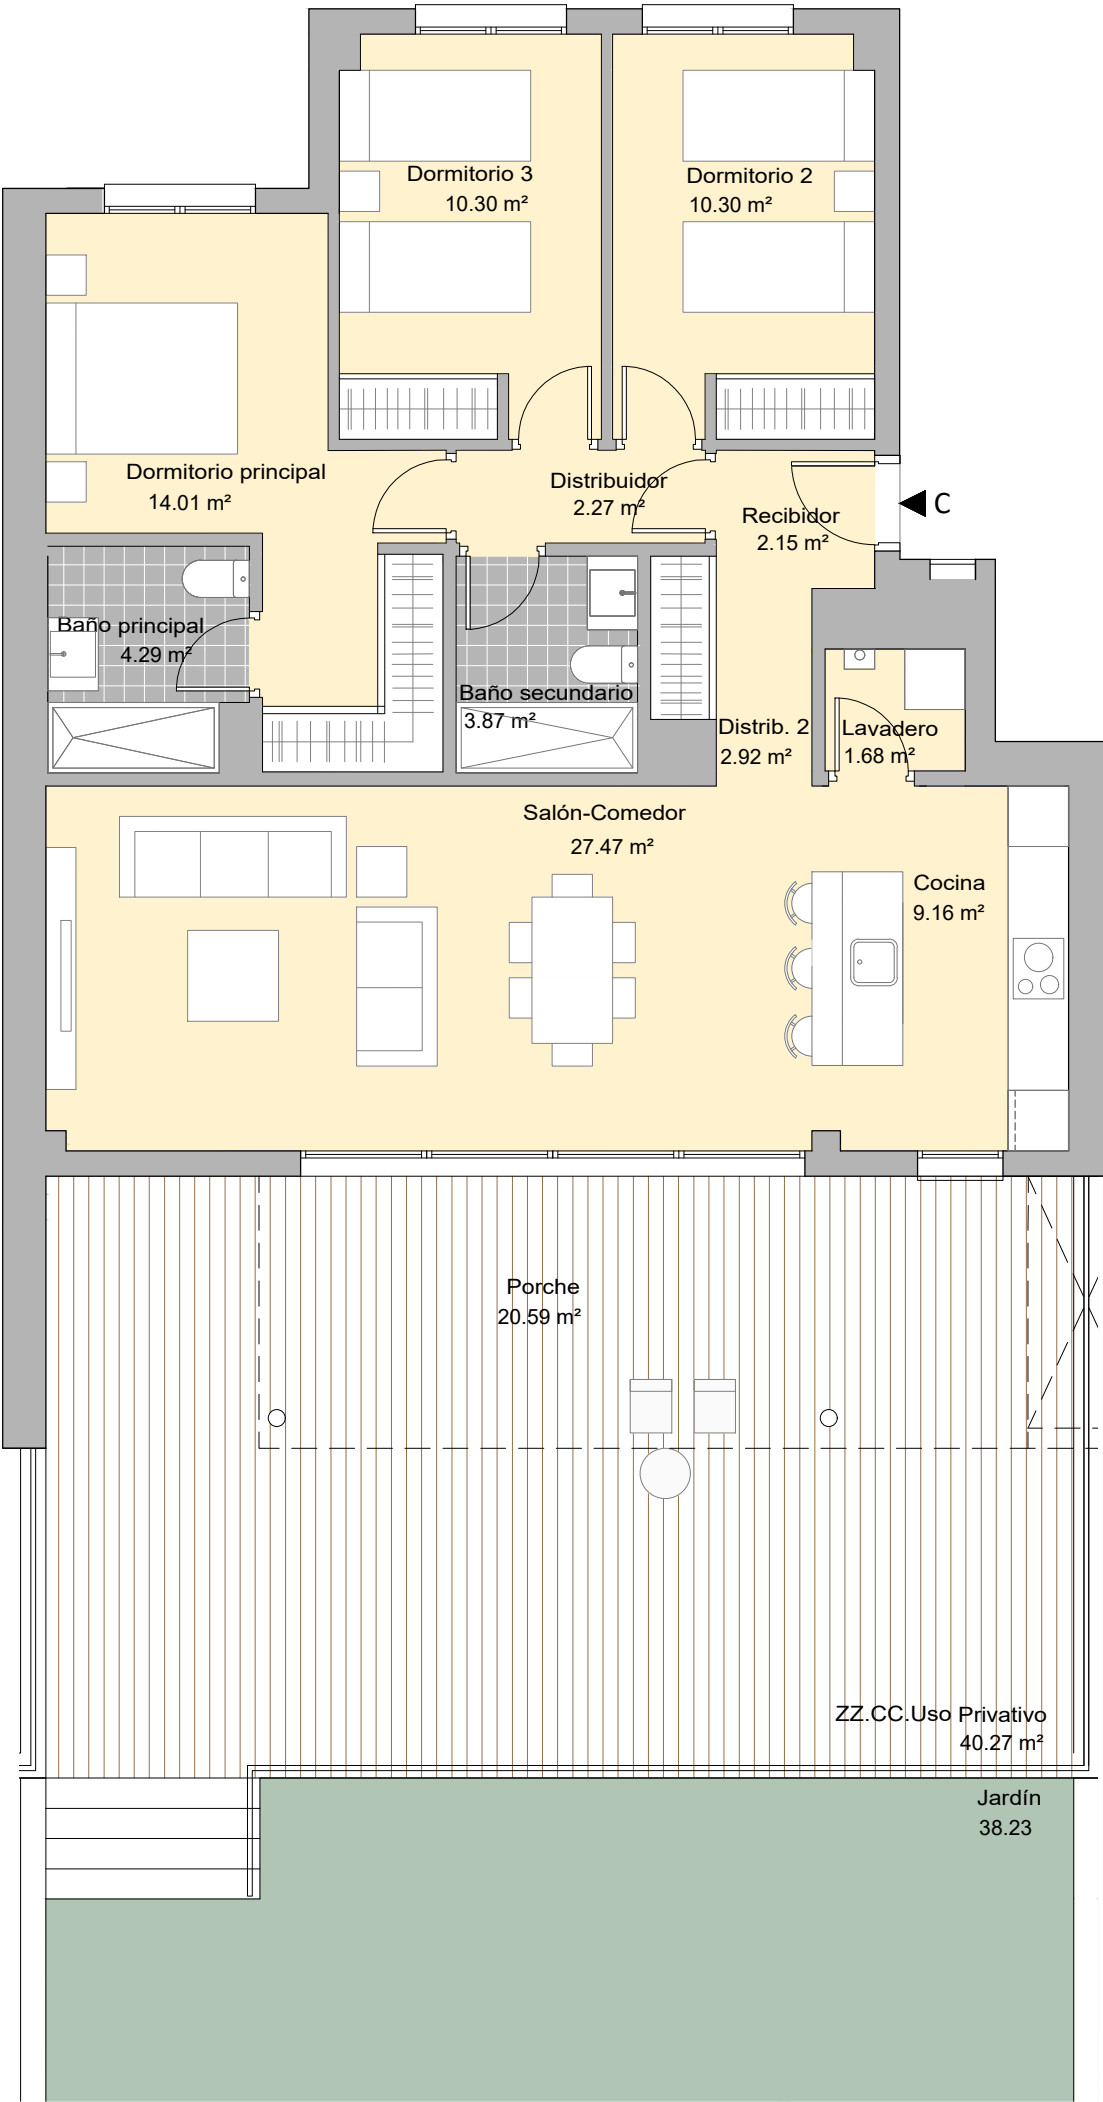 Dormitorio 3
10.30 m²
Dormitorio 2
10.30 m²
Dormitorio principal
14.01 m²
Distribuidor
2.27 m²
Recibidor
2.15 m²
C
Baño principal
4.29 m²
Baño secundario
3.87 m²
Distrib. 2
2.92 m²
Lavadero
1.68 m²
Salón-Comedor
27.47 m²
Cocina
9.16 m²
Porche
20.59 m²
ZZ.CC.Uso Privativo
40.27 m²
Jardín
38.23